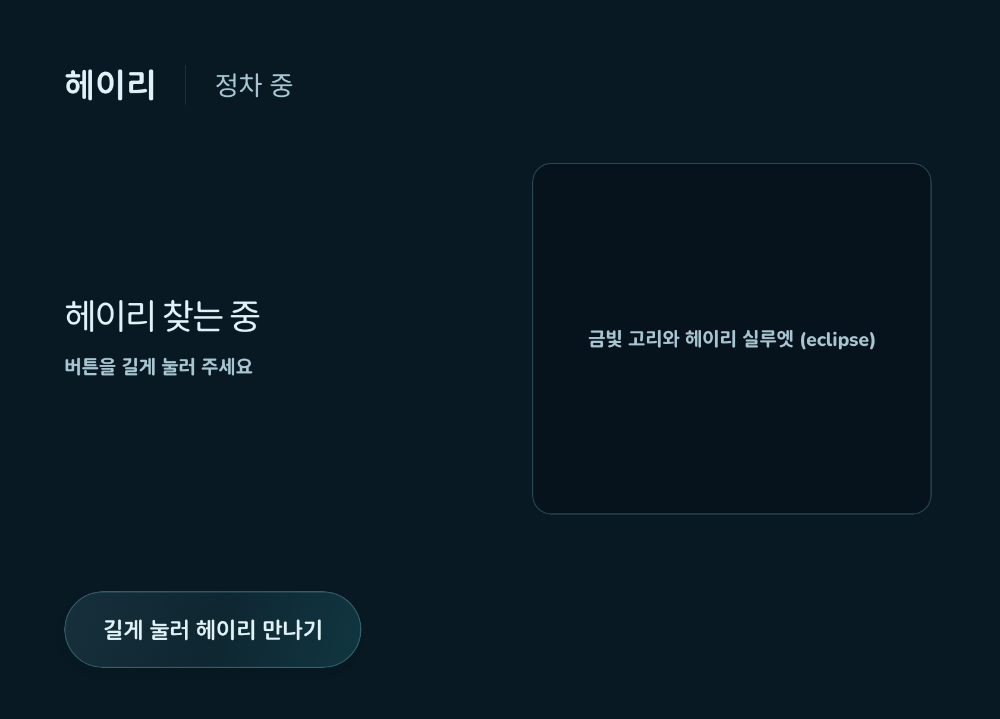 헤이리
정차 중
헤이리 찾는 중
버튼을 길게 눌러 주세요
금빛 고리와 헤이리 실루엣 (eclipse)
길게 눌러 헤이리 만나기